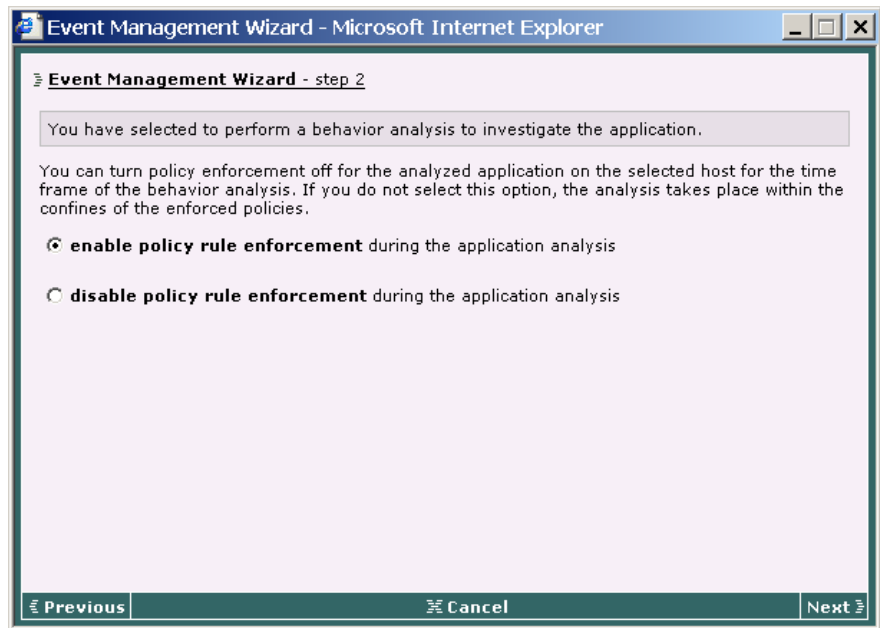 Event Management Wizard - Microsoft Internet Explorer
Event Management Wizard - step 2
You have selected to perform a behavior analysis to investigate the application.
You can turn policy enforcement off for the analyzed application on the selected host for the time
frame of the behavior analysis. If you do not select this option, the analysis takes place within the
confines of the enforced policies.
enable policy rule enforcement during the application analysis
disable policy rule enforcement during the application analysis
Previous Cancel Next